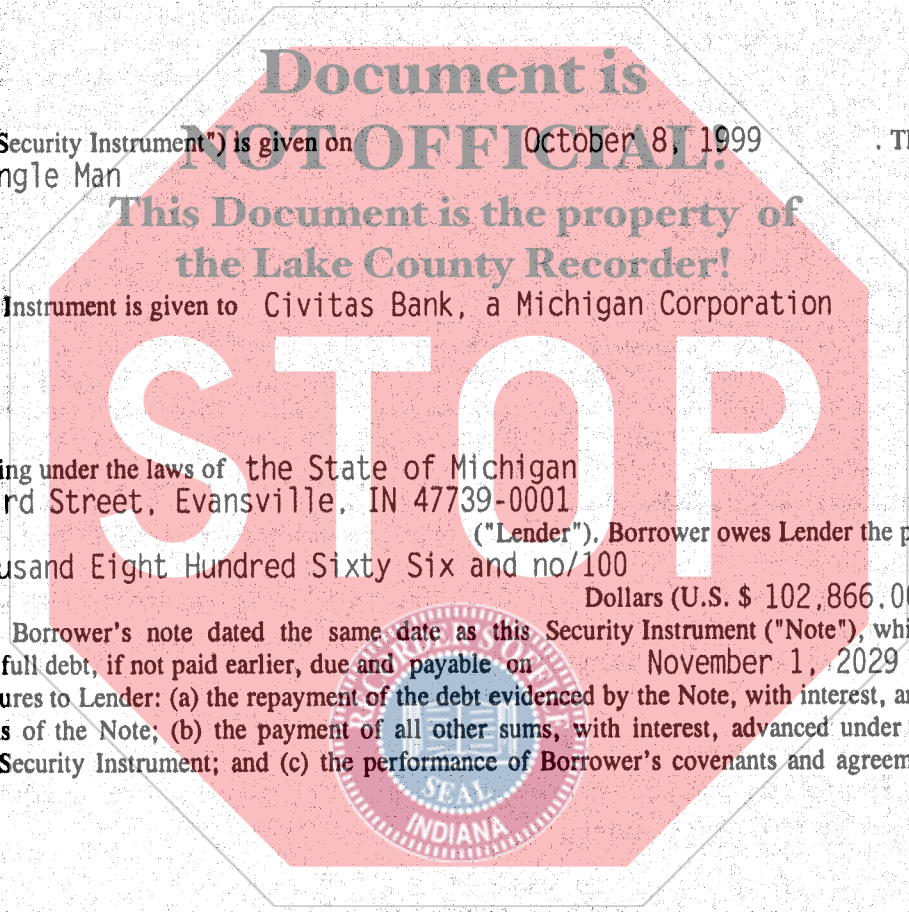 Document is
Security Instrument") is given on October 8, 1999 . Th
NOT OFFICIAL!
ngle Man
This Document is the property of
the Lake County Recorder!
Instrument is given to Civitas Bank, a Michigan Corporation
STOP
ing under the laws of the State of Michigan
rd Street, Evansville, IN 47739-0001
("Lender"). Borrower owes Lender the p
usand Eight Hundred Sixty Six and no/100
Dollars (U.S. $ 102,866.00
Borrower's note dated the same date as this Security Instrument ("Note"), whi
full debt, if not paid earlier, due and payable on November 1, 2029
ures to Lender: (a) the repayment of the debt evidenced by the Note, with interest, an
s of the Note; (b) the payment of all other sums, with interest, advanced under
Security Instrument; and (c) the performance of Borrower's covenants and agreem
RECORDER'S OFFICE
SEAL
INDIANA